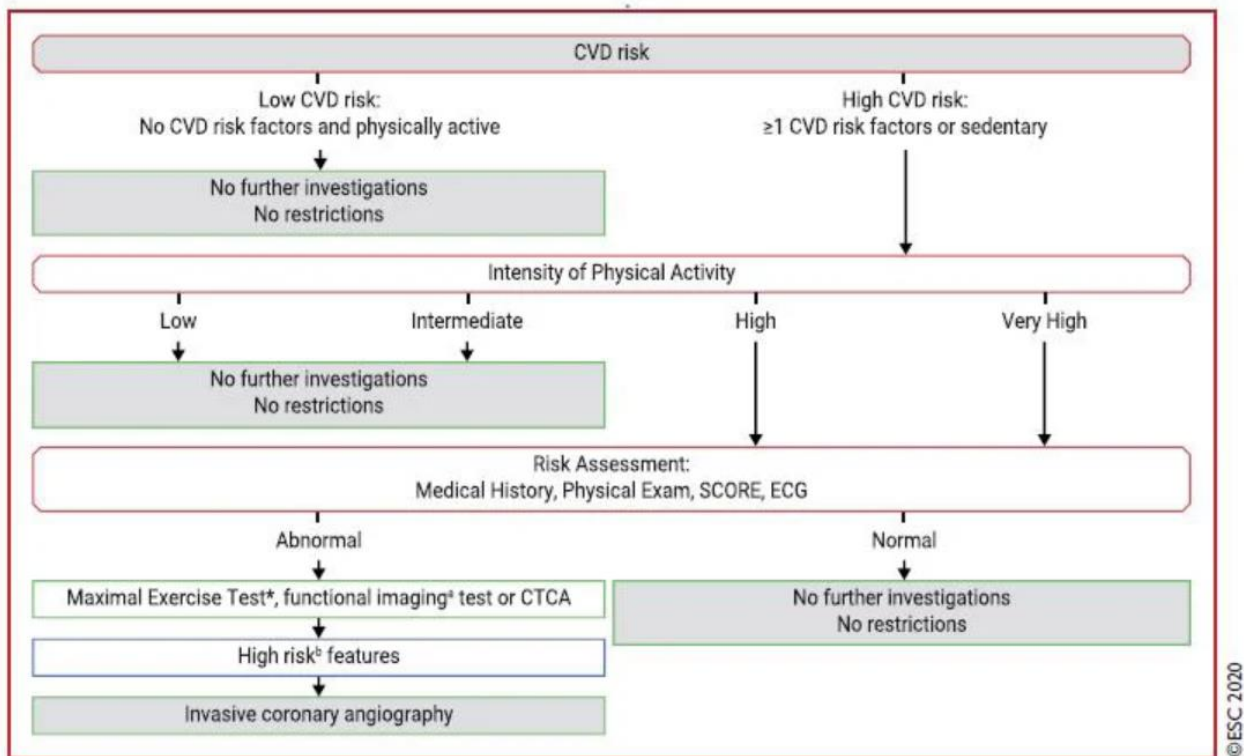 CVD risk
Low CVD risk:
No CVD risk factors and physically active
High CVD risk:
≥1 CVD risk factors or sedentary
No further investigations
No restrictions
Intensity of Physical Activity
Low
Intermediate
High
Very High
No further investigations
No restrictions
Risk Assessment:
Medical History, Physical Exam, SCORE, ECG
Abnormal
Normal
Maximal Exercise Test*, functional imagingª test or CTCA
No further investigations
No restrictions
High riskᵇ features
Invasive coronary angiography
©ESC 2020